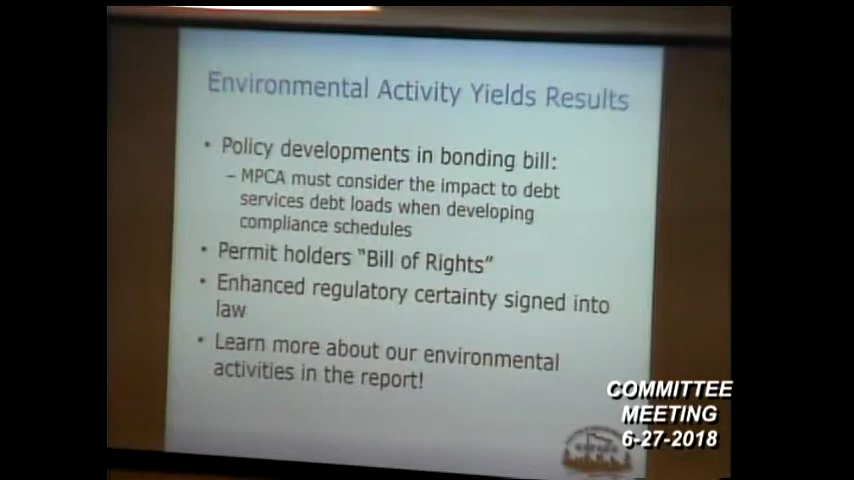 Environmental Activity Yields Results
• Policy developments in bonding bill:
– MPCA must consider the impact to debt
services debt loads when developing
compliance schedules
• Permit holders “Bill of Rights”
• Enhanced regulatory certainty signed into
law
• Learn more about our environmental
activities in the report!
COMMITTEE
MEETING
6-27-2018